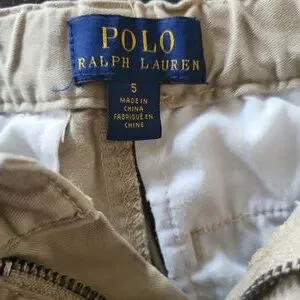 POLO
RALPH LAUREN
5
MADE IN
CHINA
FABRIQUÉ EN
CHINE